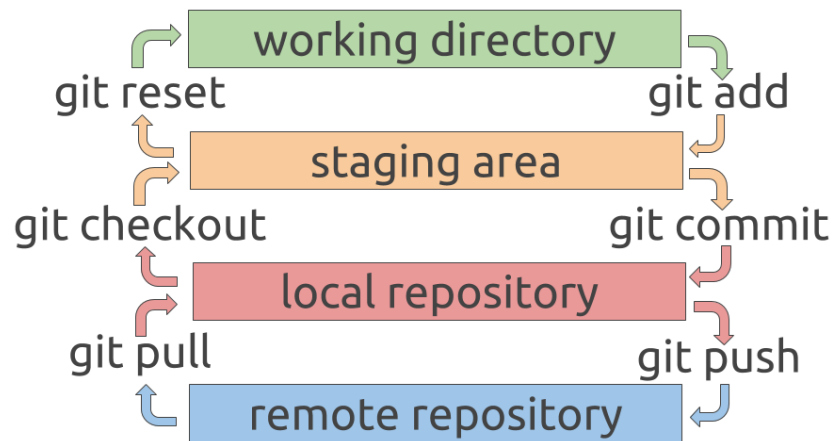 working directory
git reset
git add
staging area
git checkout
git commit
local repository
git pull
git push
remote repository